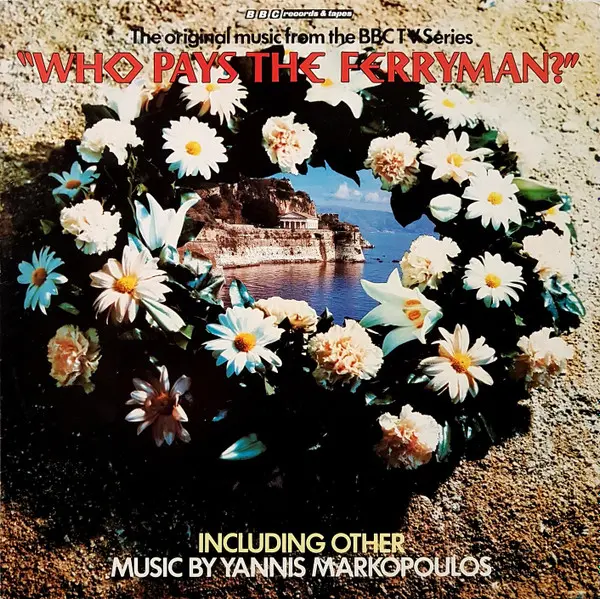 BBC records & tapes
The original music from the BBC TV Series
"WHO PAYS THE FERRYMAN?"
INCLUDING OTHER
MUSIC BY YANNIS MARKOPOULOS